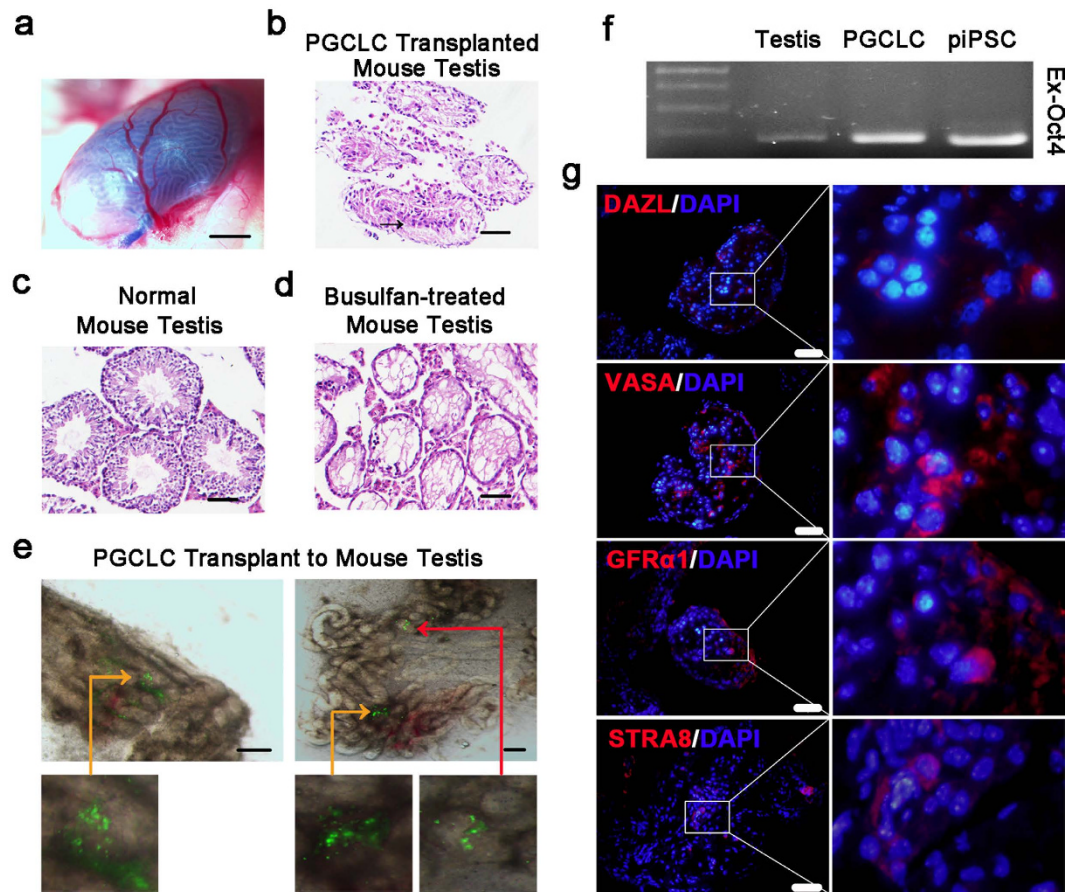 a
b
PGCLC Transplanted
Mouse Testis
c
Normal
Mouse Testis
d
Busulfan-treated
Mouse Testis
e
PGCLC Transplant to Mouse Testis
f
Testis PGCLC piPSC
Ex-Oct4
g
DAZL/DAPI
VASA/DAPI
GFRα1/DAPI
STRA8/DAPI